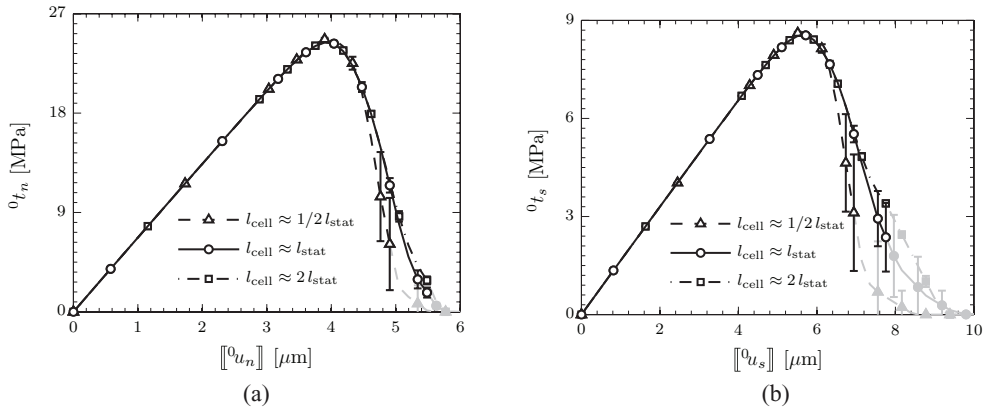 27
18
9
0
⁰tₙ [MPa]
l_cell ≈ 1/2 l_stat
l_cell ≈ l_stat
l_cell ≈ 2 l_stat
0 1 2 3 4 5 6
⟦⁰uₙ⟧ [μm]
(a)
9
6
3
0
⁰tₛ [MPa]
l_cell ≈ 1/2 l_stat
l_cell ≈ l_stat
l_cell ≈ 2 l_stat
0 2 4 6 8 10
⟦⁰uₛ⟧ [μm]
(b)